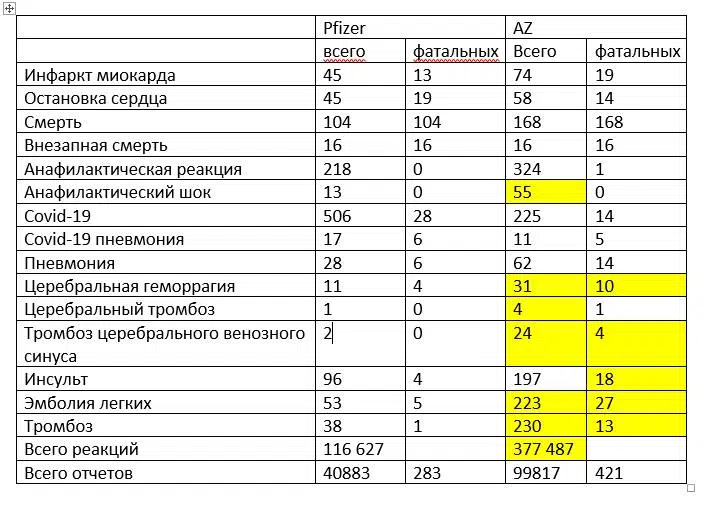 Pfizer AZ
всего фатальных Всего фатальных
Инфаркт миокарда 45 13 74 19
Остановка сердца 45 19 58 14
Смерть 104 104 168 168
Внезапная смерть 16 16 16 16
Анафилактическая реакция 218 0 324 1
Анафилактический шок 13 0 55 0
Covid-19 506 28 225 14
Covid-19 пневмония 17 6 11 5
Пневмония 28 6 62 14
Церебральная геморрагия 11 4 31 10
Церебральный тромбоз 1 0 4 1
Тромбоз церебрального венозного 2 0 24 4
синуса
Инсульт 96 4 197 18
Эмболия легких 53 5 223 27
Тромбоз 38 1 230 13
Всего реакций 116 627 377 487
Всего отчетов 40883 283 99817 421